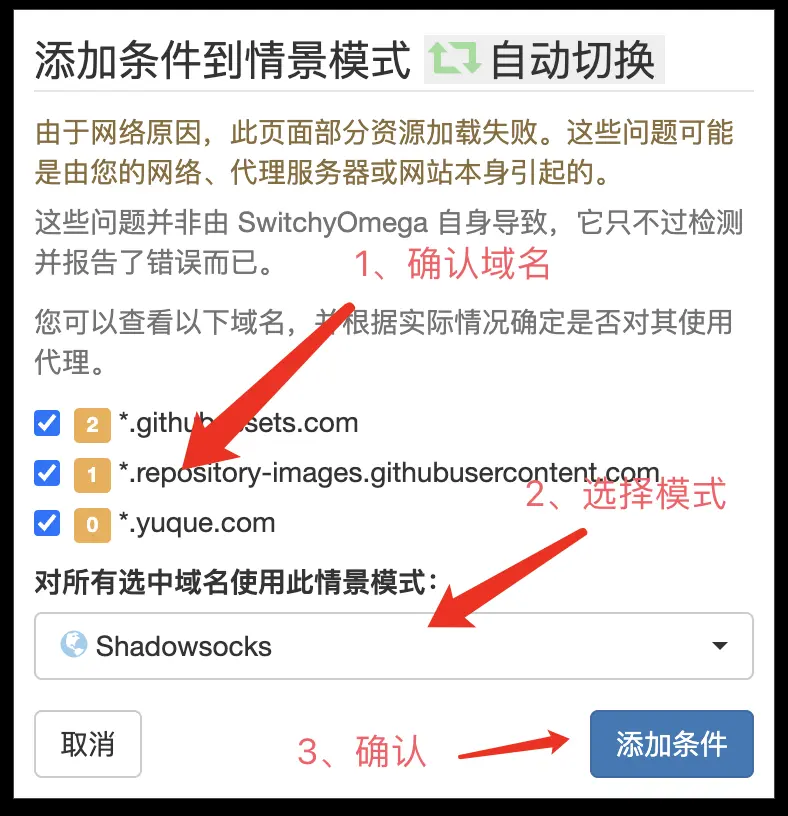 添加条件到情景模式 自动切换
由于网络原因，此页面部分资源加载失败。这些问题可能
是由您的网络、代理服务器或网站本身引起的。
这些问题并非由 SwitchyOmega 自身导致，它只不过检测
并报告了错误而已。
1、确认域名
您可以查看以下域名，并根据实际情况确定是否对其使用
代理。
2 *.githubassets.com
1 *.repository-images.githubusercontent.com
2、选择模式
0 *.yuque.com
对所有选中域名使用此情景模式：
Shadowsocks
取消
3、确认
添加条件